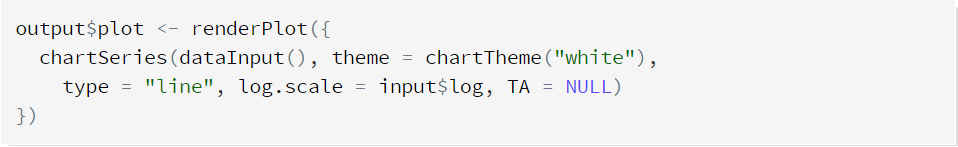 output$plot <- renderPlot({
  chartSeries(dataInput(), theme = chartTheme("white"),
    type = "line", log.scale = input$log, TA = NULL)
})